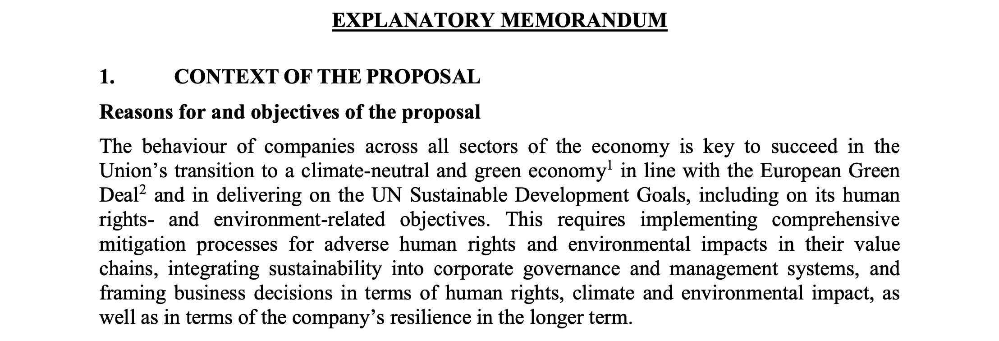 EXPLANATORY MEMORANDUM
1. CONTEXT OF THE PROPOSAL
Reasons for and objectives of the proposal
The behaviour of companies across all sectors of the economy is key to succeed in the
Union’s transition to a climate-neutral and green economy¹ in line with the European Green
Deal² and in delivering on the UN Sustainable Development Goals, including on its human
rights- and environment-related objectives. This requires implementing comprehensive
mitigation processes for adverse human rights and environmental impacts in their value
chains, integrating sustainability into corporate governance and management systems, and
framing business decisions in terms of human rights, climate and environmental impact, as
well as in terms of the company’s resilience in the longer term.